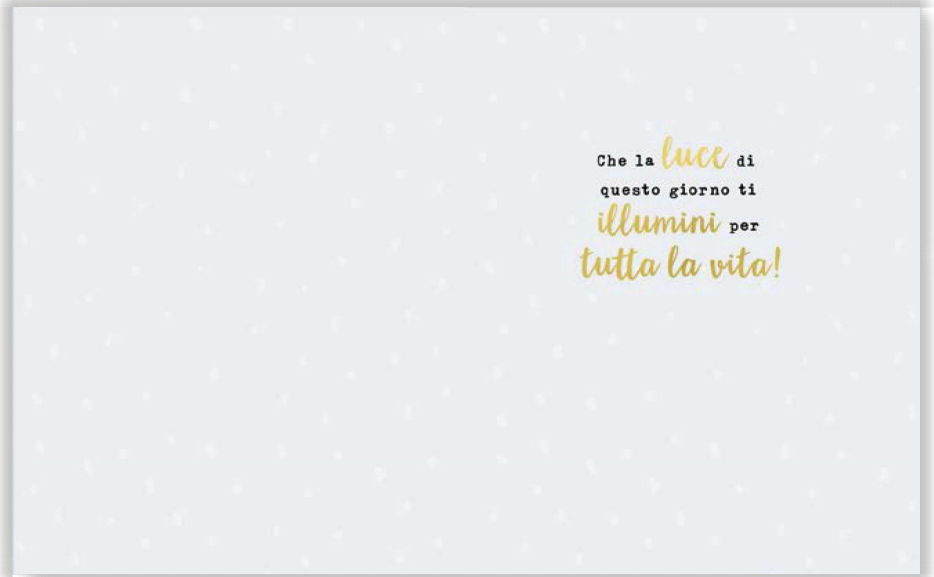 Che la luce di
questo giorno ti
illumini per
tutta la vita!